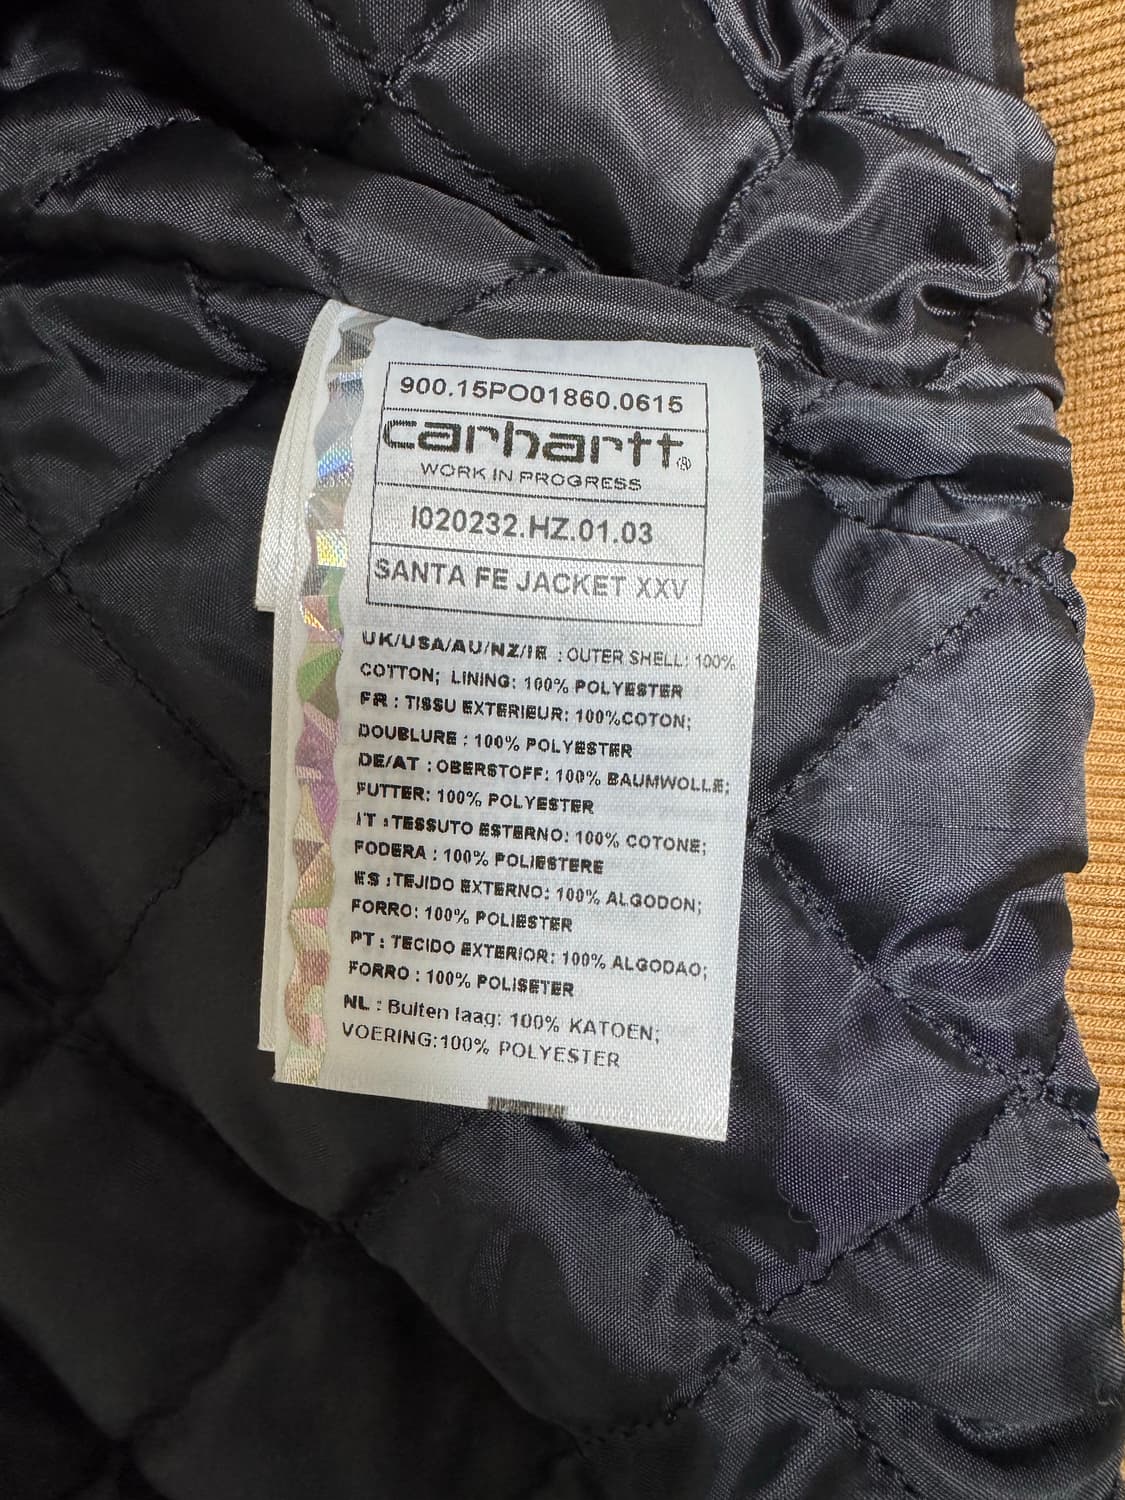 900.15PO01860.0615
carhartt®
WORK IN PROGRESS
I020232.HZ.01.03
SANTA FE JACKET XXV
UK/USA/AU/NZ/IE : OUTER SHELL: 100%
COTTON; LINING: 100% POLYESTER
FR : TISSU EXTERIEUR: 100%COTON;
DOUBLURE : 100% POLYESTER
DE/AT : OBERSTOFF: 100% BAUMWOLLE;
FUTTER: 100% POLYESTER
IT : TESSUTO ESTERNO: 100% COTONE;
FODERA : 100% POLIESTERE
ES : TEJIDO EXTERNO: 100% ALGODON;
FORRO: 100% POLIESTER
PT : TECIDO EXTERIOR: 100% ALGODAO;
FORRO : 100% POLISETER
NL : Buiten laag: 100% KATOEN;
VOERING:100% POLYESTER